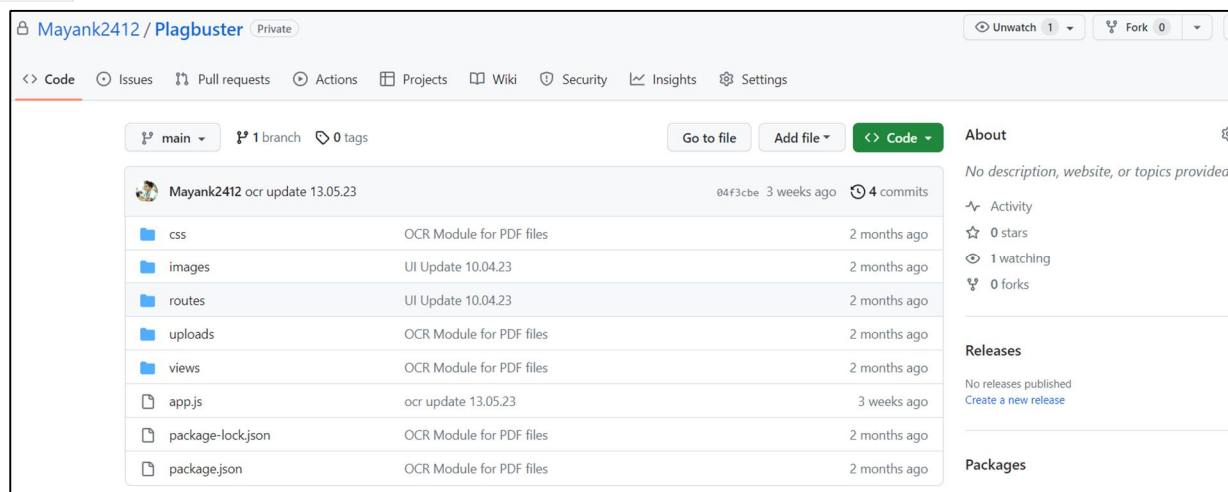 Mayank2412 / Plagbuster Private
Unwatch 1 Fork 0
Code Issues Pull requests Actions Projects Wiki Security Insights Settings
main 1 branch 0 tags Go to file Add file Code
Mayank2412 ocr update 13.05.23 04f3cbe 3 weeks ago 4 commits
css OCR Module for PDF files 2 months ago
images UI Update 10.04.23 2 months ago
routes UI Update 10.04.23 2 months ago
uploads OCR Module for PDF files 2 months ago
views OCR Module for PDF files 2 months ago
app.js ocr update 13.05.23 3 weeks ago
package-lock.json OCR Module for PDF files 2 months ago
package.json OCR Module for PDF files 2 months ago
About
No description, website, or topics provided
Activity
0 stars
1 watching
0 forks
Releases
No releases published
Create a new release
Packages